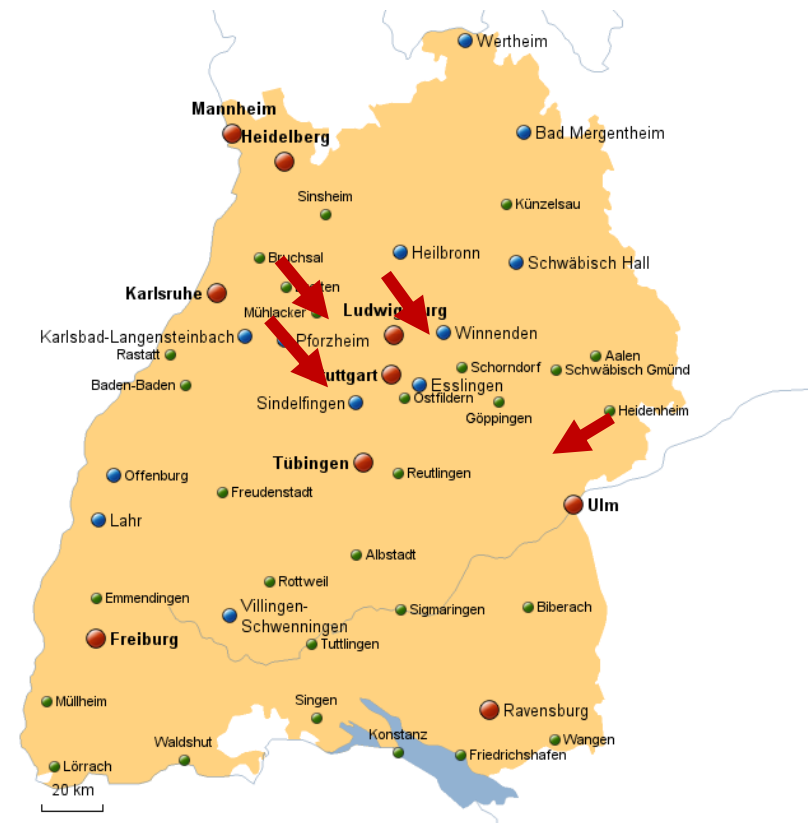 Wertheim
Mannheim
Bad Mergentheim
Heidelberg
Sinsheim
Künzelsau
Heilbronn
Bruchsal
Schwäbisch Hall
Karlsruhe
Mühlacker
Winnenden
Karlsbad-Langensteinbach
Pforzheim
Rastatt
Aalen
Schorndorf
Schwäbisch Gmünd
Baden-Baden
Esslingen
Ostfildern
Sindelfingen
Göppingen
Heidenheim
Tübingen
Reutlingen
Offenburg
Freudenstadt
Ulm
Lahr
Albstadt
Rottweil
Emmendingen
Villingen-
Schwenningen
Sigmaringen
Biberach
Freiburg
Tuttlingen
Müllheim
Singen
Ravensburg
Konstanz
Waldshut
Wangen
Friedrichshafen
Lörrach
20 km